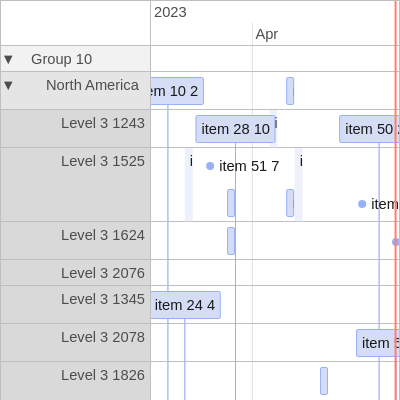 2023
Apr
▼ Group 10
▼ North America
em 10 2
Level 3 1243
item 28 10
i
item 50
Level 3 1525
i
item 51 7
i
item
Level 3 1624
Level 3 2076
Level 3 1345
item 24 4
Level 3 2078
item
Level 3 1826